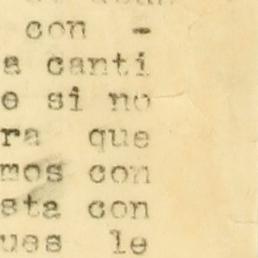 con -
a canti
e si no
ra que
mos con
sta con
ues le